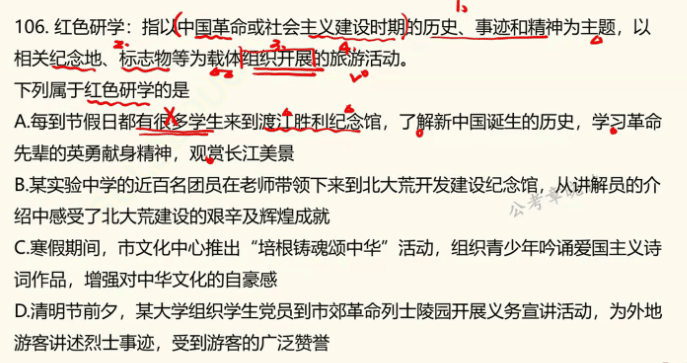 106. 红色研学：指以(中国革命或社会主义建设时期)的历史、事迹和精神为主题，以
相关纪念地、标志物等为载体组织开展的旅游活动。
下列属于红色研学的是
A.每到节假日都有很多学生来到渡江胜利纪念馆，了解新中国诞生的历史，学习革命
先辈的英勇献身精神，观赏长江美景
B.某实验中学的近百名团员在老师带领下来到北大荒开发建设纪念馆，从讲解员的介
绍中感受了北大荒建设的艰辛及辉煌成就
C.寒假期间，市文化中心推出“培根铸魂颂中华”活动，组织青少年吟诵爱国主义诗
词作品，增强对中华文化的自豪感
D.清明节前夕，某大学组织学生党员到市郊革命烈士陵园开展义务宣讲活动，为外地
游客讲述烈士事迹，受到游客的广泛赞誉